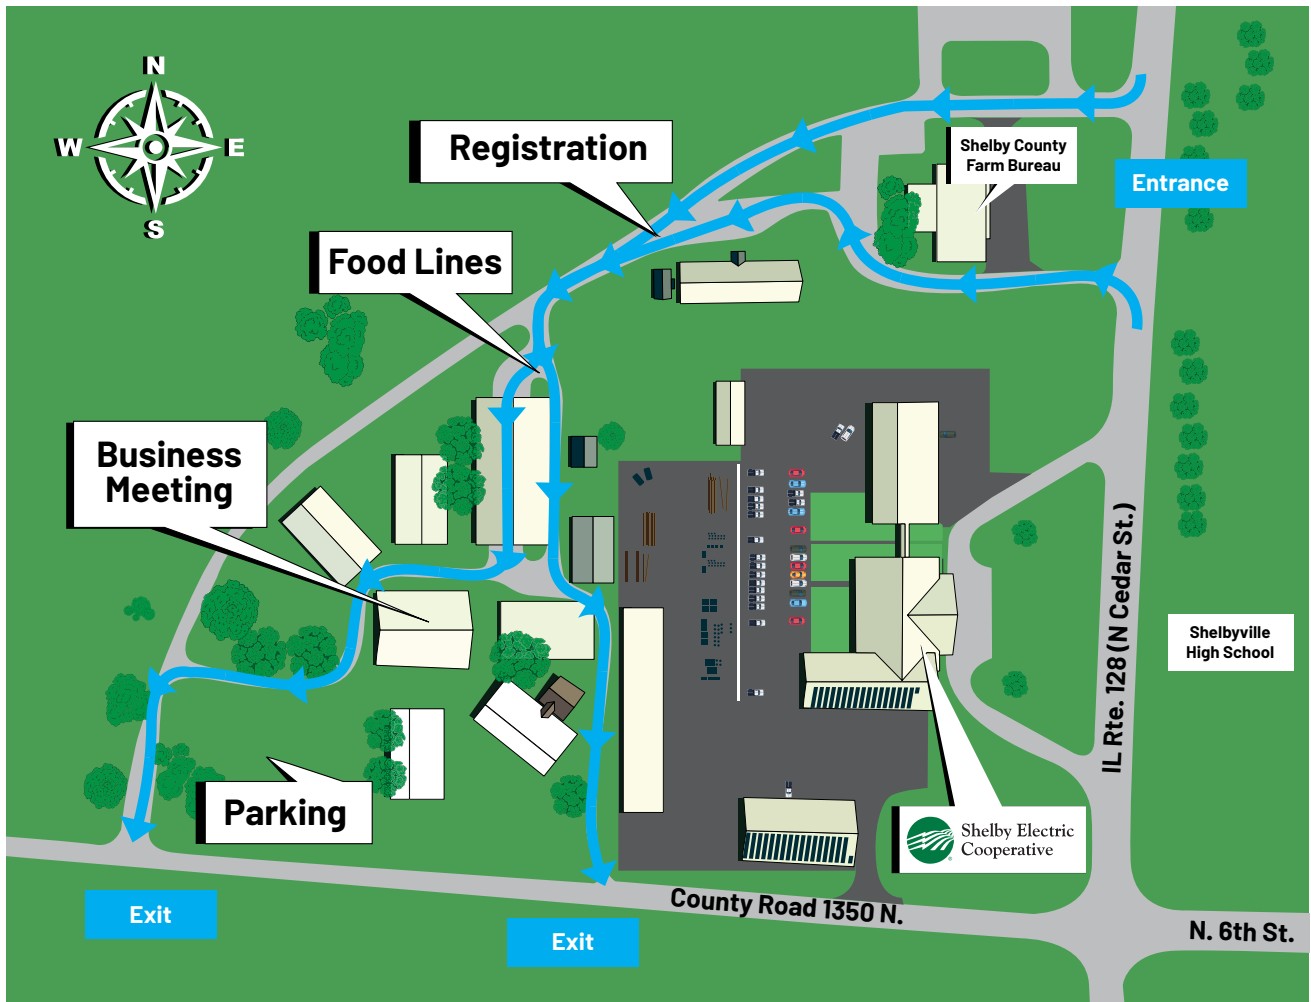 N
W
E
S
Registration
Shelby County
Farm Bureau
Entrance
Food Lines
Business
Meeting
IL Rte. 128 (N Cedar St.)
Shelbyville
High School
Parking
Shelby Electric
Cooperative
®
Exit
Exit
County Road 1350 N.
N. 6th St.